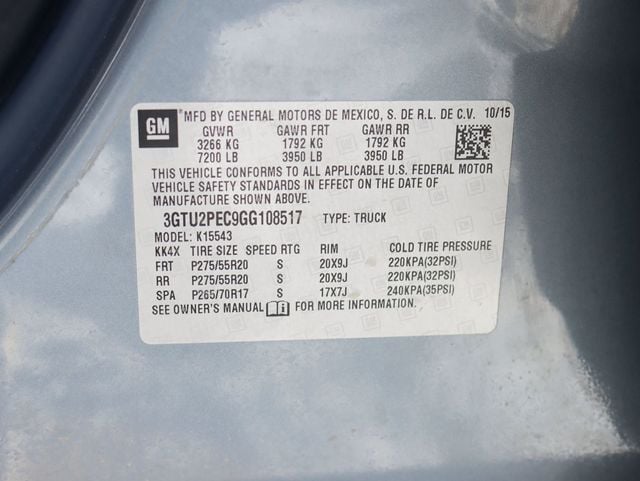 GM
*MFD BY GENERAL MOTORS DE MEXICO, S. DE R.L. DE C.V. 10/15
GVWR GAWR FRT GAWR RR
3266 KG 1792 KG 1792 KG
7200 LB 3950 LB 3950 LB
THIS VEHICLE CONFORMS TO ALL APPLICABLE U.S. FEDERAL MOTOR
VEHICLE SAFETY STANDARDS IN EFFECT ON THE DATE OF
MANUFACTURE SHOWN ABOVE.
3GTU2PEC9GG108517 TYPE: TRUCK
MODEL: K15543
KK4X TIRE SIZE SPEED RTG RIM COLD TIRE PRESSURE
FRT P275/55R20 S 20X9J 220KPA(32PSI)
RR P275/55R20 S 20X9J 220KPA(32PSI)
SPA P265/70R17 S 17X7J 240KPA(35PSI)
SEE OWNER'S MANUAL FOR MORE INFORMATION.